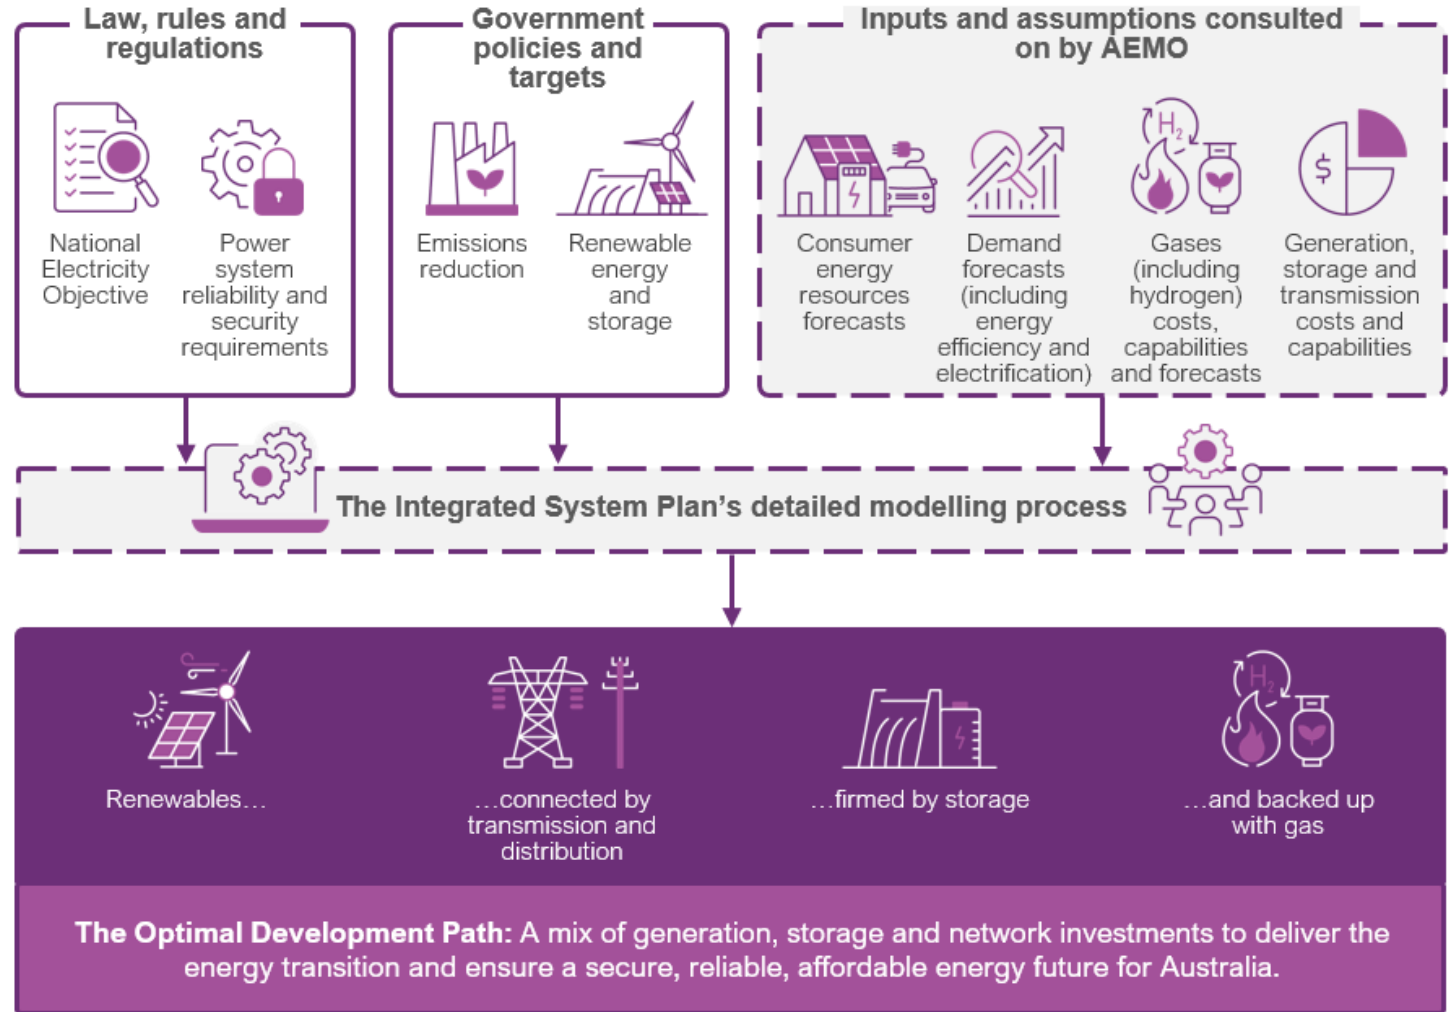 Law, rules and
regulations
National
Electricity
Objective
Power
system
reliability and
security
requirements
Government
policies and
targets
Emissions
reduction
Renewable
energy
and
storage
Inputs and assumptions consulted
on by AEMO
Consumer
energy
resources
forecasts
Demand
forecasts
(including
energy
efficiency and
electrification)
H2
Gases
(including
hydrogen)
costs,
capabilities
and forecasts
$
Generation,
storage and
transmission
costs and
capabilities
The Integrated System Plan’s detailed modelling process
Renewables…
…connected by
transmission and
distribution
…firmed by storage
H2
…and backed up
with gas
The Optimal Development Path: A mix of generation, storage and network investments to deliver the
energy transition and ensure a secure, reliable, affordable energy future for Australia.